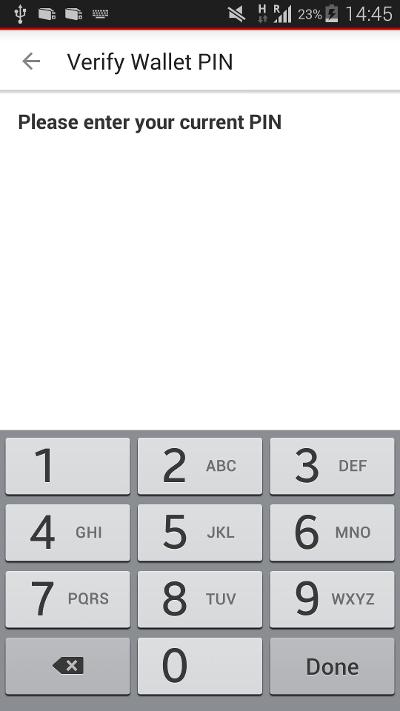 H R 23% 14:45
Verify Wallet PIN
Please enter your current PIN
1 2 ABC 3 DEF
4 GHI 5 JKL 6 MNO
7 PQRS 8 TUV 9 WXYZ
0 Done